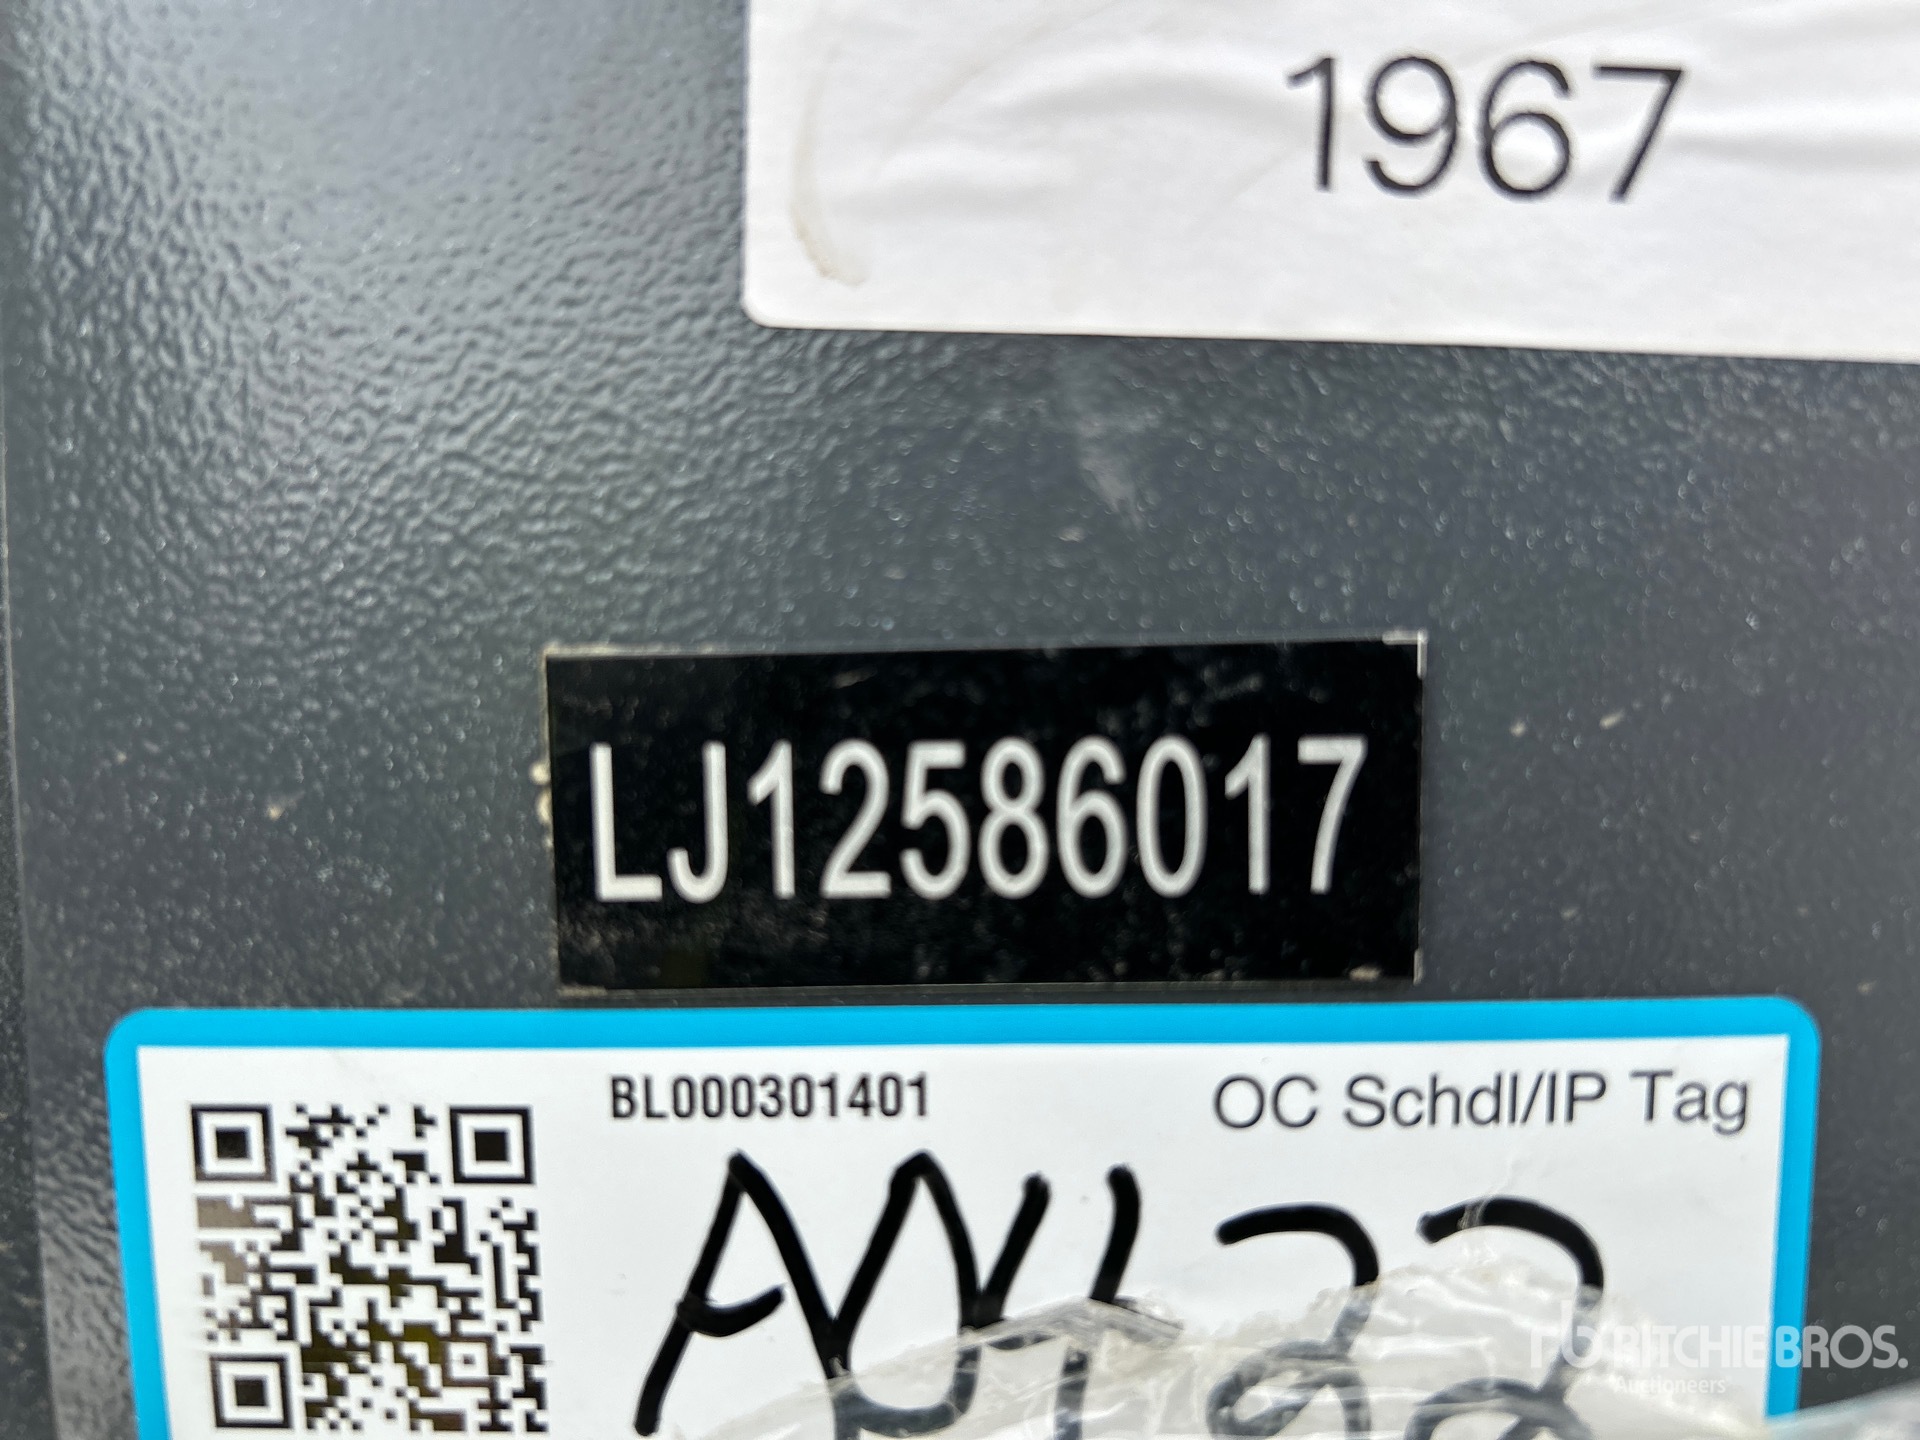 1967
LJ12586017
BL000301401
OC Schdl/IP Tag
RITCHIE BROS.
Auctioneers